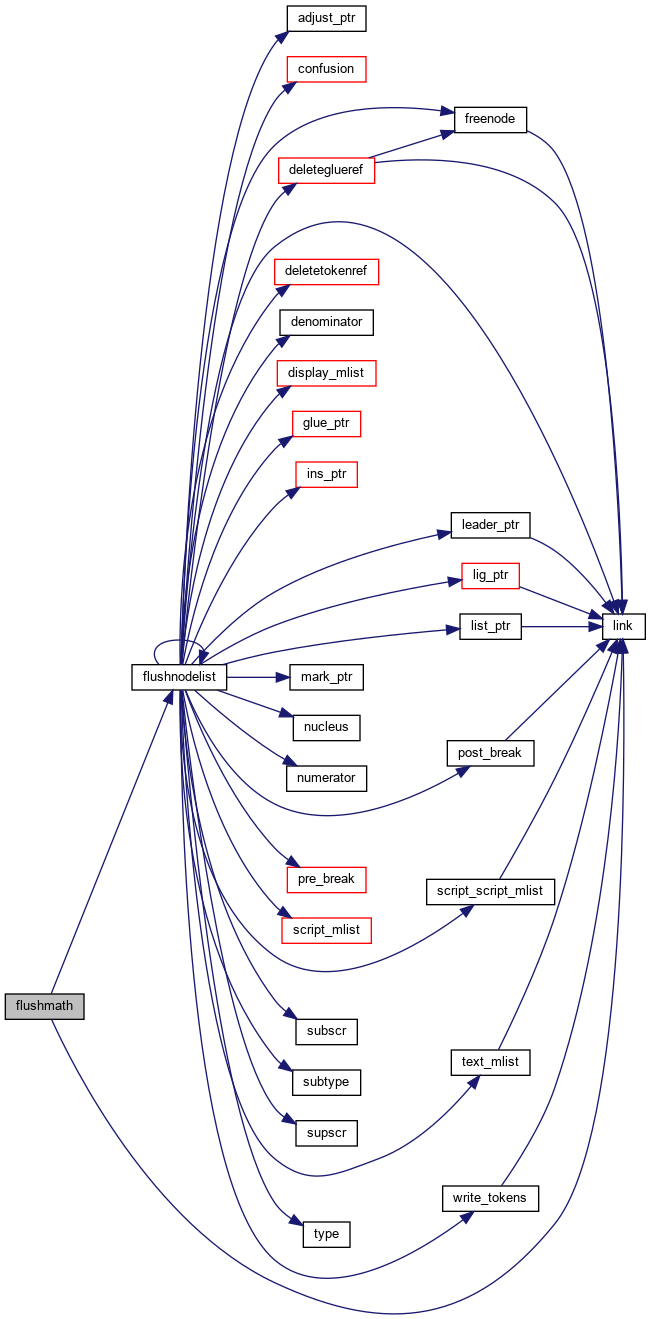 adjust_ptr
confusion
freenode
deleteglueref
deletetokenref
denominator
display_mlist
glue_ptr
ins_ptr
leader_ptr
lig_ptr
list_ptr
link
flushnodelist
mark_ptr
nucleus
post_break
numerator
pre_break
script_script_mlist
script_mlist
flushmath
subscr
text_mlist
subtype
supscr
write_tokens
type